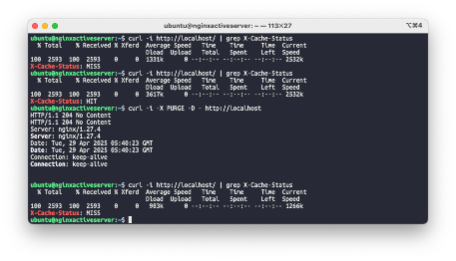 ubuntu@nginxactiveserver: ~ — 113×27
⌥⌘4
ubuntu@nginxactiveserver:~$ curl -i http://localhost/ | grep X-Cache-Status
% Total % Received % Xferd Average Speed Time Time Time Current
Dload Upload Total Spent Left Speed
100 2593 100 2593 0 0 1331k 0 --:--:-- --:--:-- --:--:-- 2532k
X-Cache-Status: MISS
ubuntu@nginxactiveserver:~$ curl -i http://localhost/ | grep X-Cache-Status
% Total % Received % Xferd Average Speed Time Time Time Current
Dload Upload Total Spent Left Speed
100 2593 100 2593 0 0 3617k 0 --:--:-- --:--:-- --:--:-- 2532k
X-Cache-Status: HIT
ubuntu@nginxactiveserver:~$ curl -i -X PURGE -D - http://localhost
HTTP/1.1 204 No Content
HTTP/1.1 204 No Content
Server: nginx/1.27.4
Server: nginx/1.27.4
Date: Tue, 29 Apr 2025 05:40:23 GMT
Date: Tue, 29 Apr 2025 05:40:23 GMT
Connection: keep-alive
Connection: keep-alive
ubuntu@nginxactiveserver:~$ curl -i http://localhost/ | grep X-Cache-Status
% Total % Received % Xferd Average Speed Time Time Time Current
Dload Upload Total Spent Left Speed
100 2593 100 2593 0 0 983k 0 --:--:-- --:--:-- --:--:-- 1266k
X-Cache-Status: MISS
ubuntu@nginxactiveserver:~$